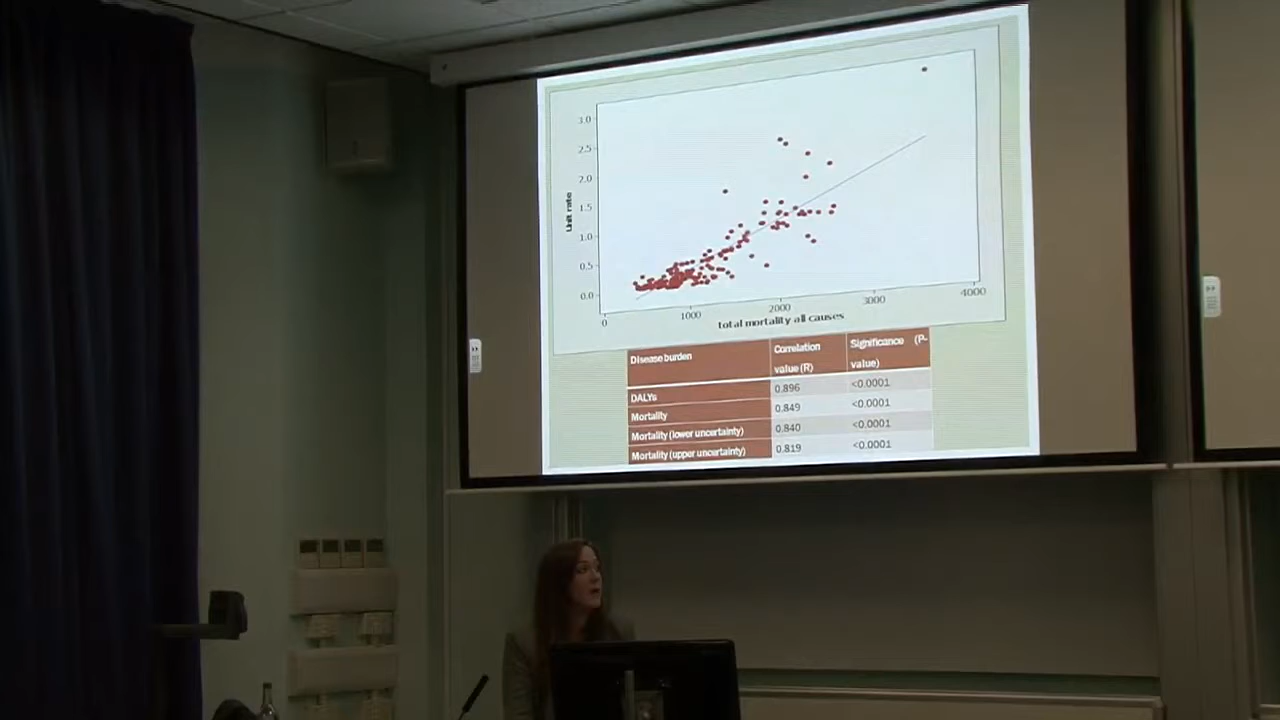 3.0
2.5
2.0
1.5
1.0
0.5
0.0
Unit rate
0 1000 2000 3000 4000
total mortality all causes
Disease burden Correlation value (R) Significance (P-value)
DALYs 0.896 <0.0001
Mortality 0.849 <0.0001
Mortality (lower uncertainty) 0.840 <0.0001
Mortality (upper uncertainty) 0.819 <0.0001